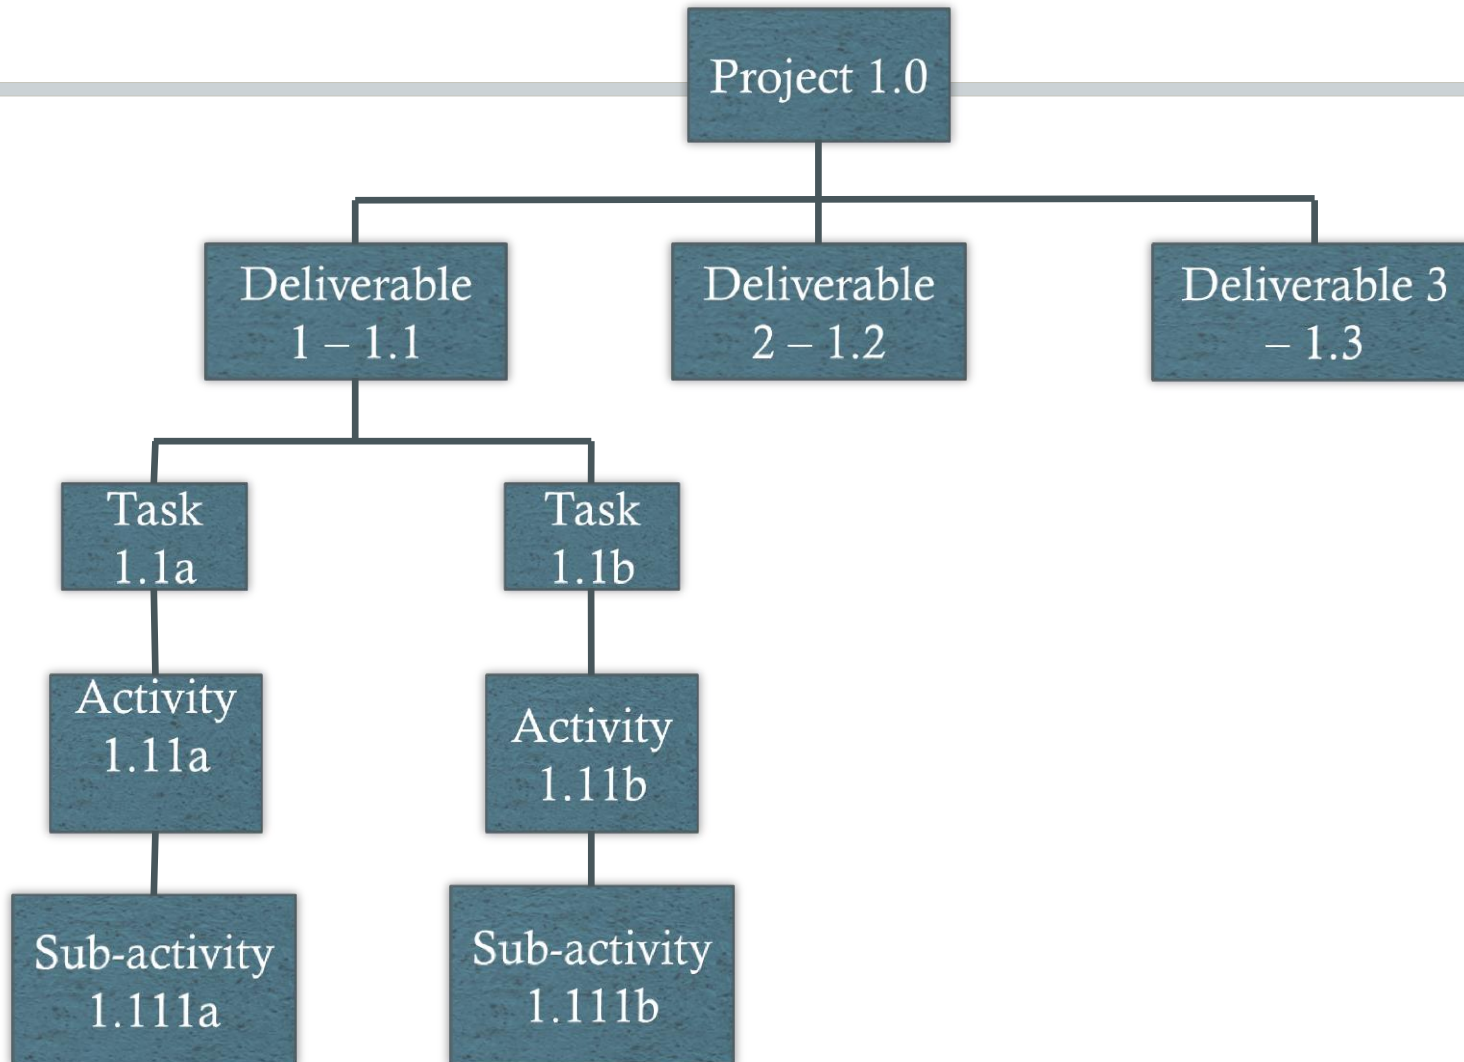 Project 1.0
Deliverable
1 – 1.1
Deliverable
2 – 1.2
Deliverable 3
– 1.3
Task
1.1a
Task
1.1b
Activity
1.11a
Activity
1.11b
Sub-activity
1.111a
Sub-activity
1.111b